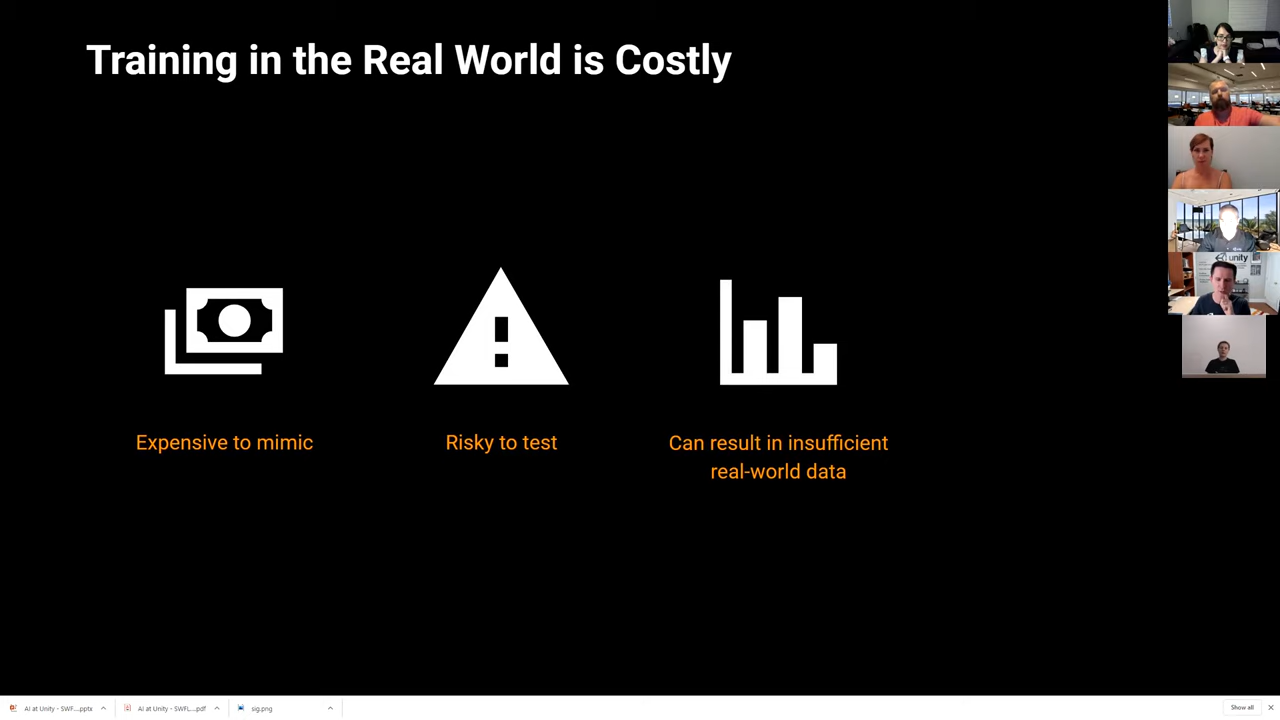 Training in the Real World is Costly
Expensive to mimic
Risky to test
Can result in insufficient
real-world data
unity
AI at Unity - SWF....pptx
AI at Unity - SWFL....pdf
sig.png
Show all